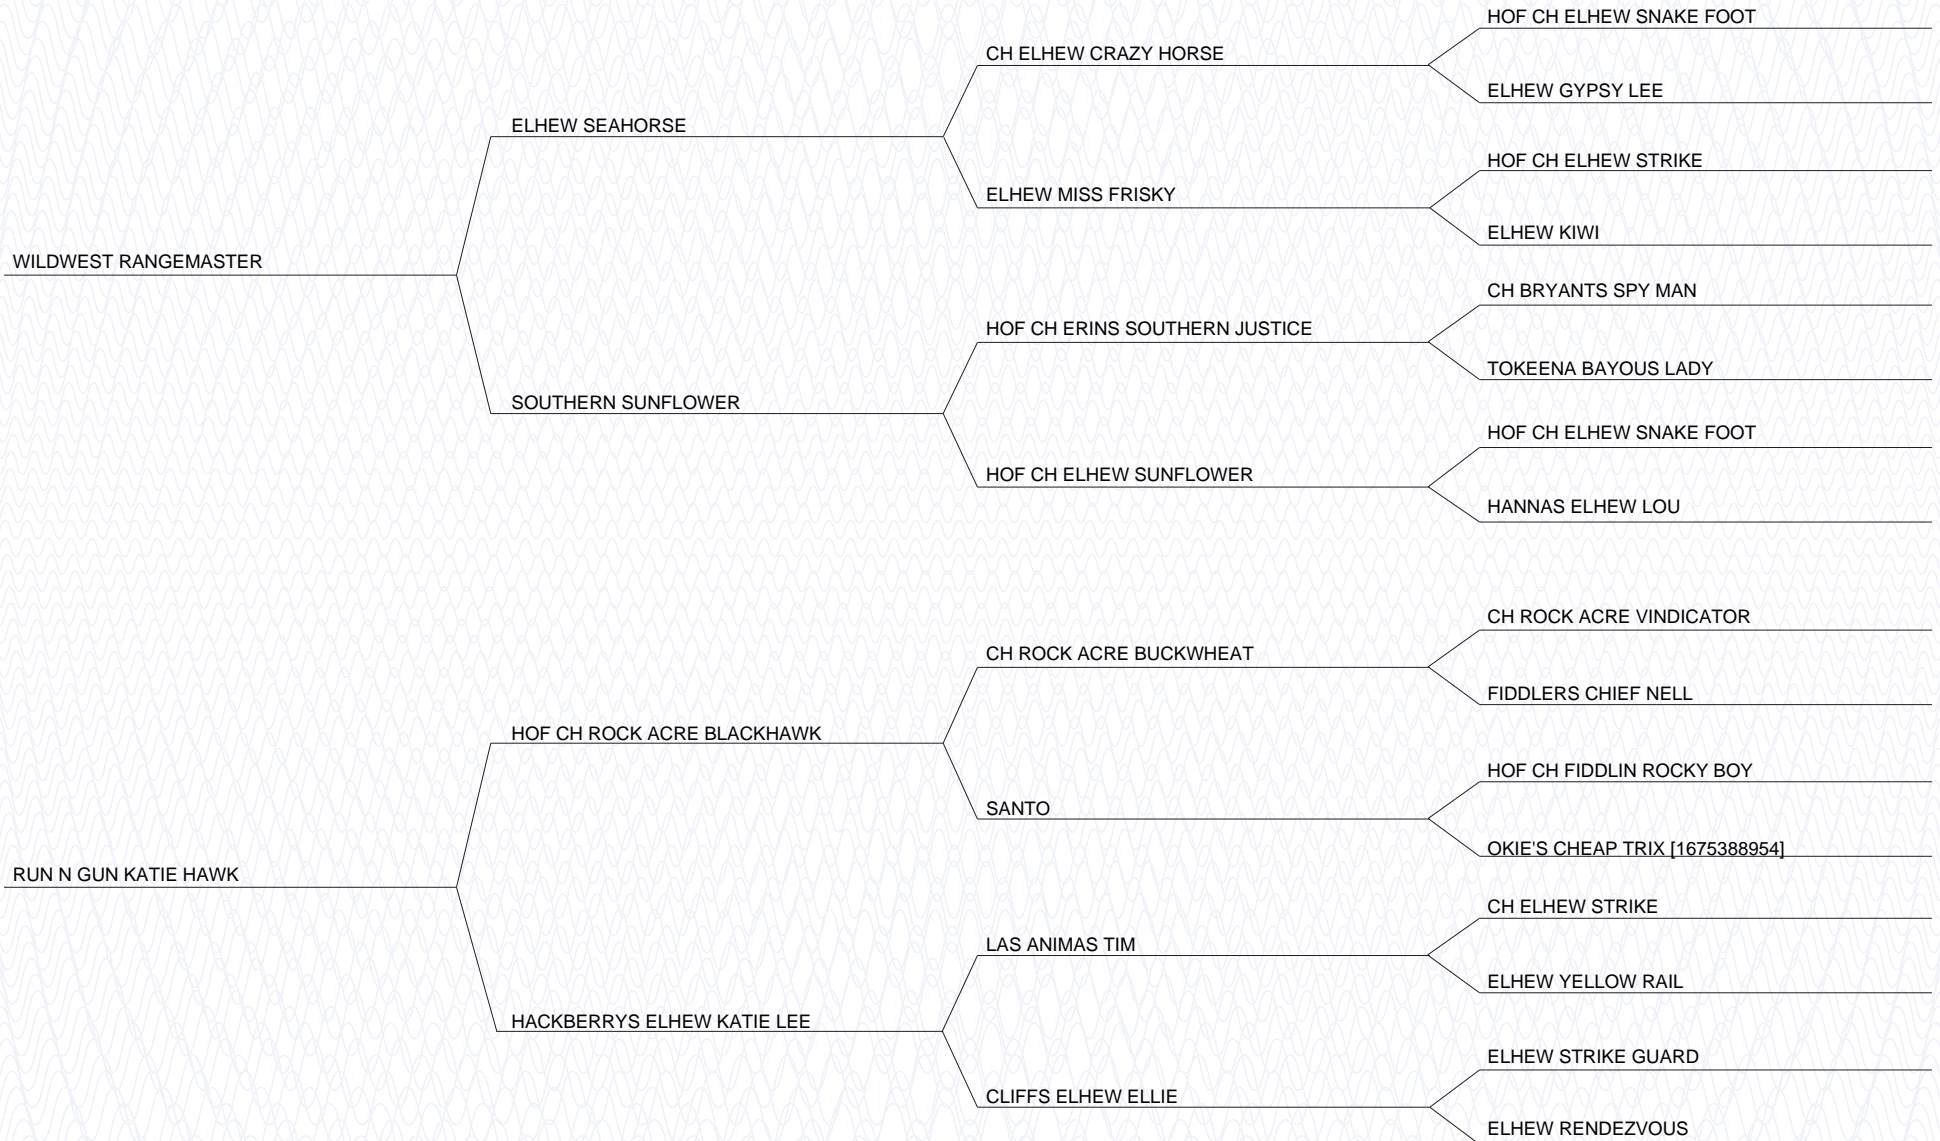 HOF CH ELHEW SNAKE FOOT
CH ELHEW CRAZY HORSE
ELHEW GYPSY LEE
ELHEW SEAHORSE
HOF CH ELHEW STRIKE
ELHEW MISS FRISKY
ELHEW KIWI
WILDWEST RANGEMASTER
CH BRYANTS SPY MAN
HOF CH ERINS SOUTHERN JUSTICE
TOKEENA BAYOUS LADY
SOUTHERN SUNFLOWER
HOF CH ELHEW SNAKE FOOT
HOF CH ELHEW SUNFLOWER
HANNAS ELHEW LOU
CH ROCK ACRE VINDICATOR
CH ROCK ACRE BUCKWHEAT
FIDDLERS CHIEF NELL
HOF CH ROCK ACRE BLACKHAWK
HOF CH FIDDLIN ROCKY BOY
SANTO
OKIE'S CHEAP TRIX [1675388954]
RUN N GUN KATIE HAWK
CH ELHEW STRIKE
LAS ANIMAS TIM
ELHEW YELLOW RAIL
HACKBERRYS ELHEW KATIE LEE
ELHEW STRIKE GUARD
CLIFFS ELHEW ELLIE
ELHEW RENDEZVOUS